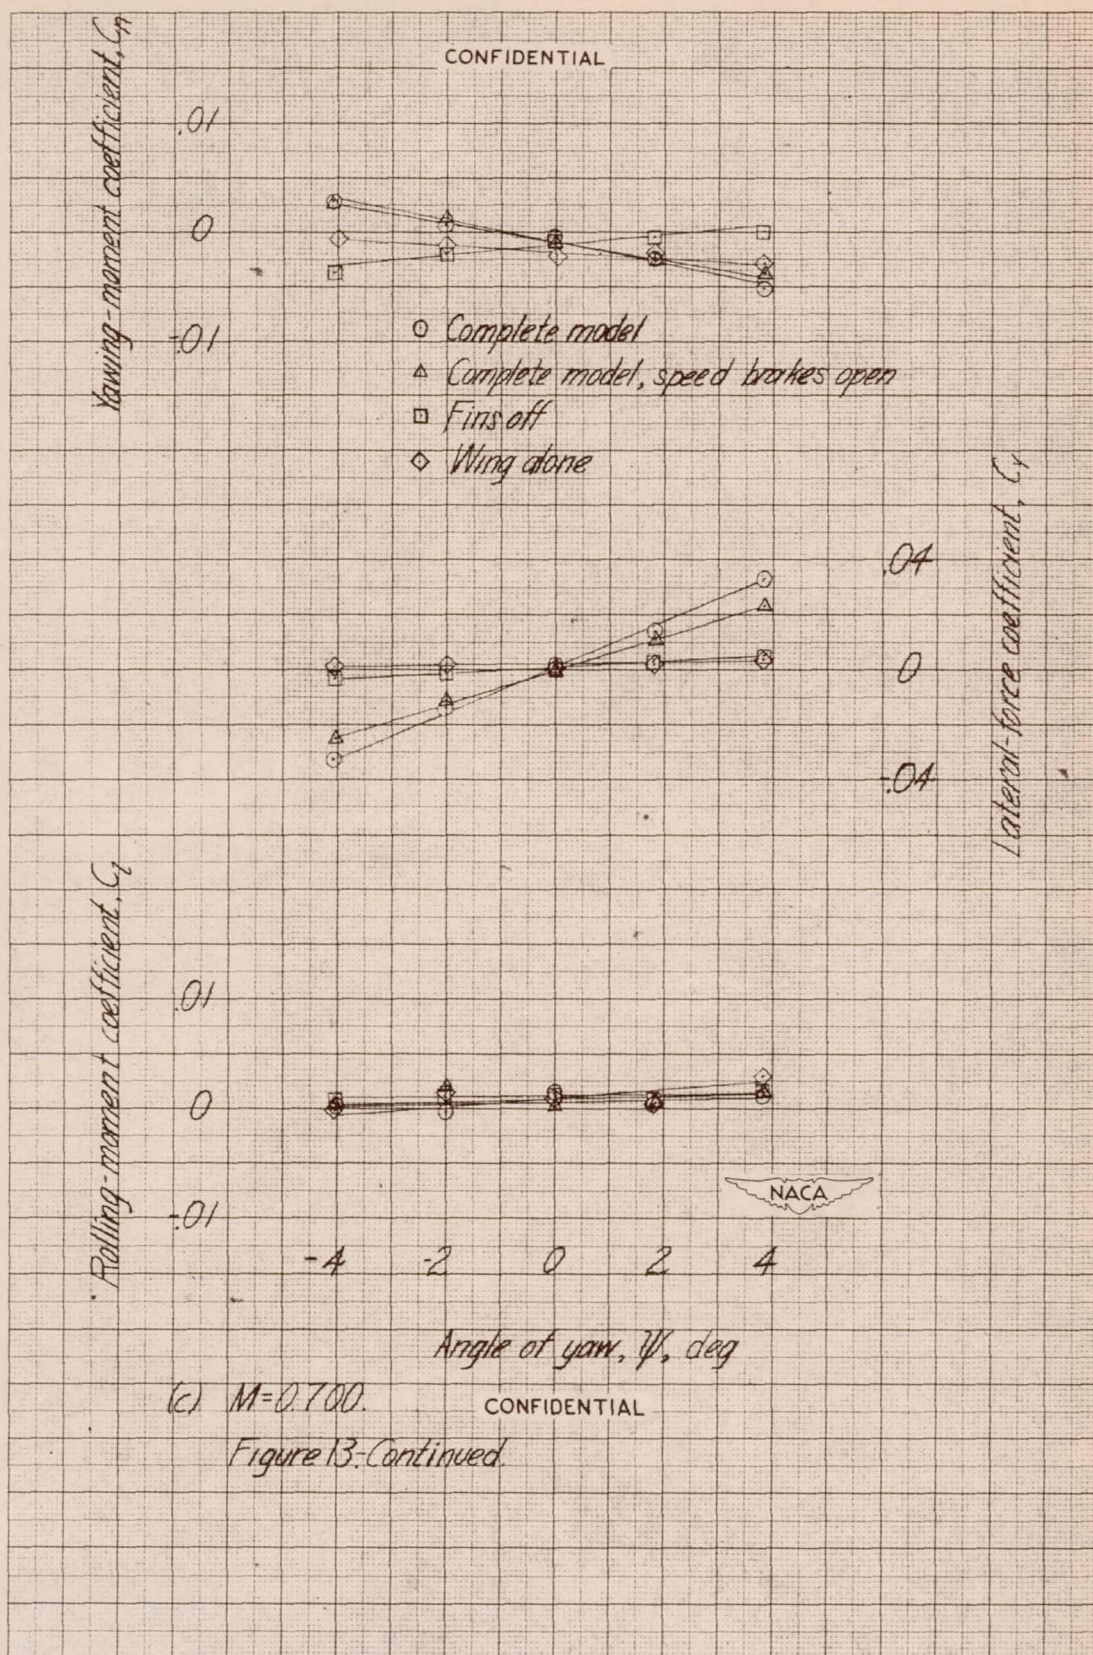 CONFIDENTIAL
Yawing-moment coefficient, Cn
.01
0
-.01
Complete model
Complete model, speed brakes open
Fins off
Wing alone
Lateral-force coefficient, CY
.04
0
-.04
Rolling-moment coefficient, Cl
.01
0
-.01
NACA
-4 -2 0 2 4
Angle of yaw, ψ, deg
(c) M=0.700.
CONFIDENTIAL
Figure 13.-Continued.